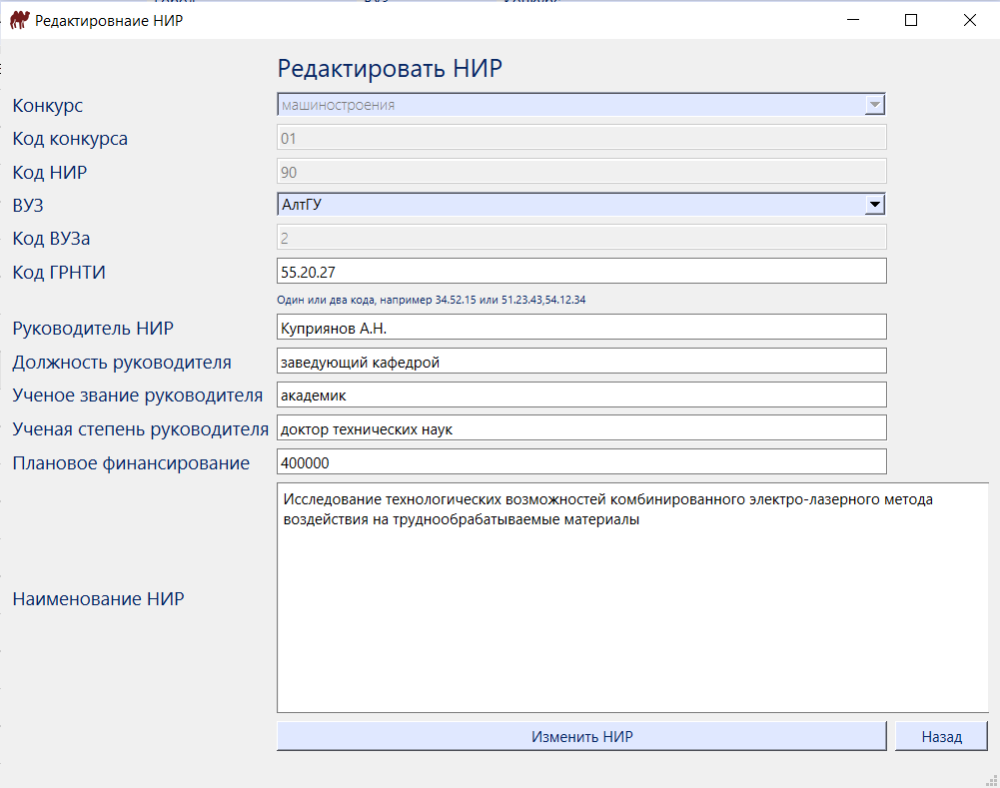 Редактировнаие НИР
Редактировать НИР
Конкурс
машиностроения
Код конкурса
01
Код НИР
90
ВУЗ
АлтГУ
Код ВУЗа
2
Код ГРНТИ
55.20.27
Один или два кода, например 34.52.15 или 51.23.43,54.12.34
Руководитель НИР
Куприянов А.Н.
Должность руководителя
заведующий кафедрой
Ученое звание руководителя
академик
Ученая степень руководителя
доктор технических наук
Плановое финансирование
400000
Исследование технологических возможностей комбинированного электро-лазерного метода
воздействия на труднообрабатываемые материалы
Наименование НИР
Изменить НИР
Назад